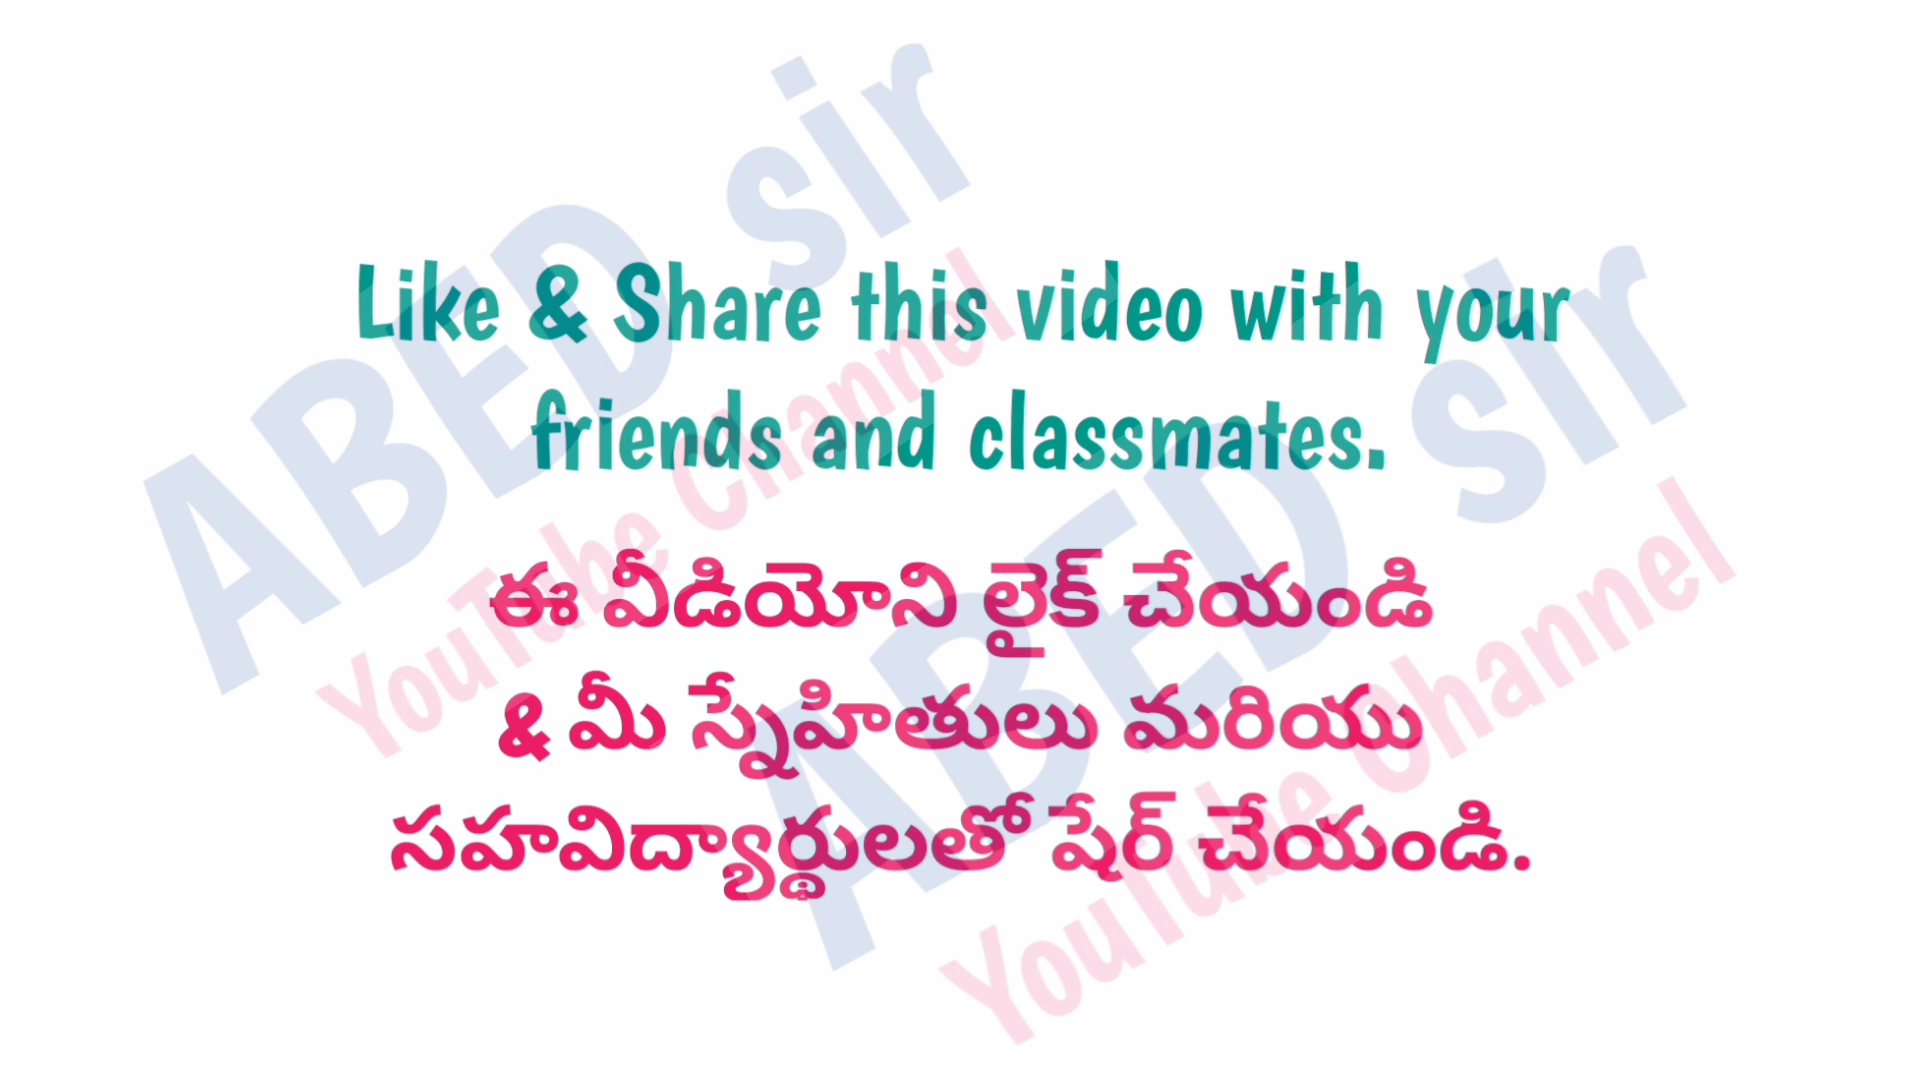 Like & Share this video with your
friends and classmates.
ఈ వీడియోని లైక్ చేయండి
& మీ స్నేహితులు మరియు
సహవిద్యార్థులతో షేర్ చేయండి.
ABED sir
YouTube Channel
ABED sir
YouTube Channel